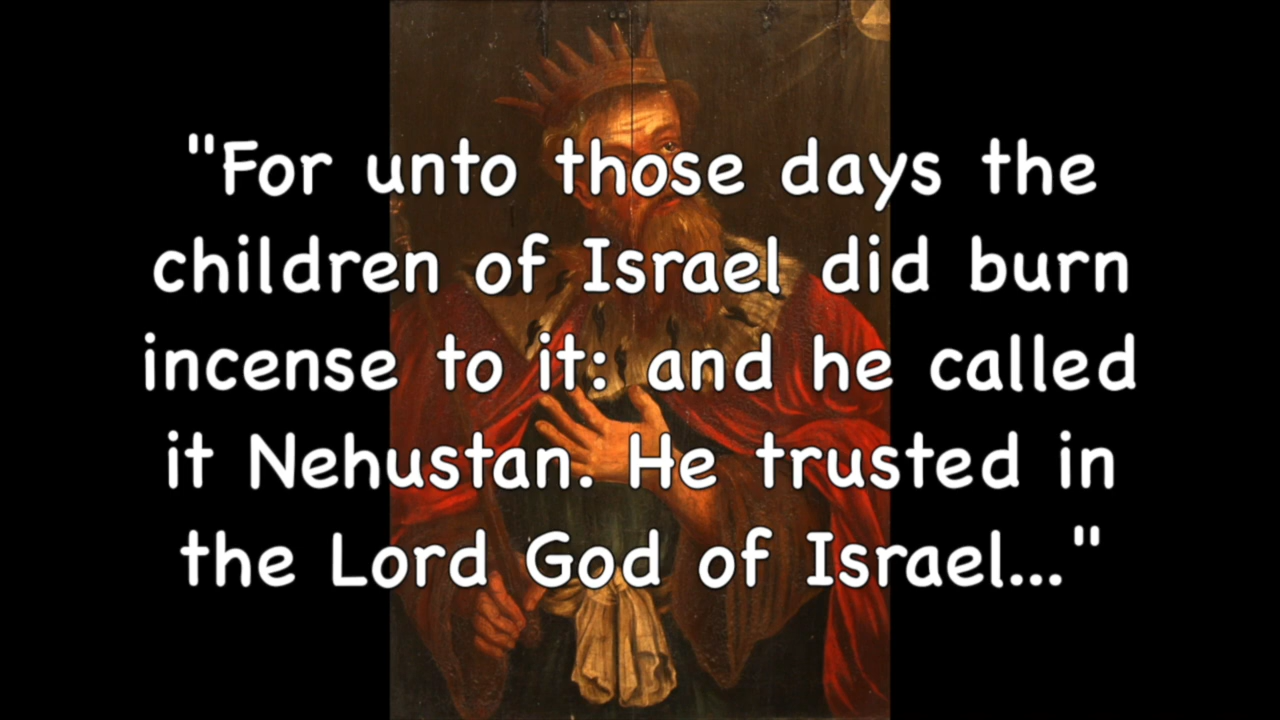 "For unto those days the
children of Israel did burn
incense to it: and he called
it Nehustan. He trusted in
the Lord God of Israel..."